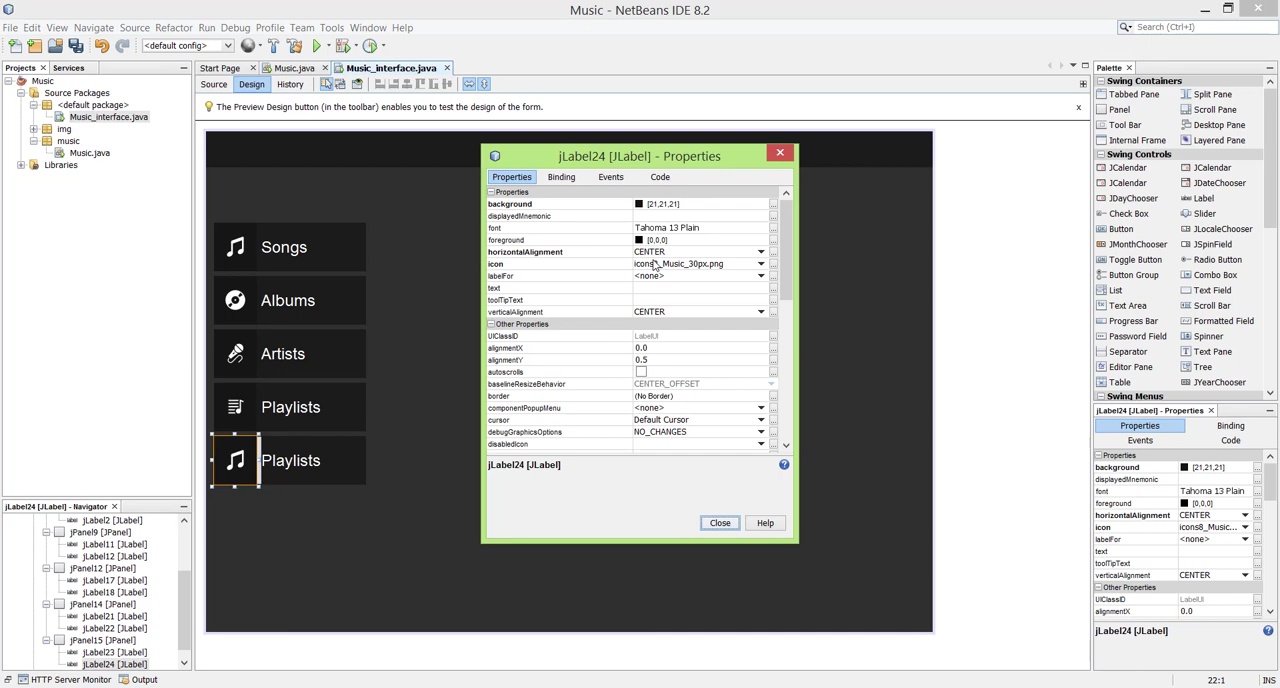 Music - NetBeans IDE 8.2
File Edit View Navigate Source Refactor Run Debug Profile Team Tools Window Help
Search (Ctrl+I)
<default config>
Projects
Services
Music
Source Packages
<default package>
Music_interface.java
img
music
Music.java
Libraries
Start Page
Music.java
Music_interface.java
Source
Design
History
The Preview Design button (in the toolbar) enables you to test the design of the form.
x
Songs
Albums
Artists
Playlists
Playlists
jLabel24 [JLabel] - Properties
Properties
Binding
Events
Code
Properties
background [21,21,21]
displayedMnemonic
font Tahoma 13 Plain
foreground [0,0,0]
horizontalAlignment CENTER
icon icons8_Music_30px.png
labelFor <none>
text
toolTipText
verticalAlignment CENTER
Other Properties
UIClassID LabelUI
alignmentX 0.0
alignmentY 0.5
autoscrolls
baselineResizeBehavior CENTER_OFFSET
border (No Border)
componentPopupMenu <none>
cursor Default Cursor
debugGraphicsOptions NO_CHANGES
disabledIcon
jLabel24 [JLabel]
Close
Help
jLabel24 [JLabel] - Navigator
jLabel2 [JLabel]
jPanel9 [JPanel]
jLabel11 [JLabel]
jLabel12 [JLabel]
jPanel12 [JPanel]
jLabel17 [JLabel]
jLabel18 [JLabel]
jPanel14 [JPanel]
jLabel21 [JLabel]
jLabel22 [JLabel]
jPanel15 [JPanel]
jLabel23 [JLabel]
jLabel24 [JLabel]
Palette
Swing Containers
Tabbed Pane Split Pane
Panel Scroll Pane
Tool Bar Desktop Pane
Internal Frame Layered Pane
Swing Controls
JCalendar JCalendar
JCalendar JDateChooser
JDayChooser Label
Check Box Slider
Button JLocaleChooser
JMonthChooser JSpinField
Toggle Button Radio Button
Button Group Combo Box
List Text Field
Text Area Scroll Bar
Progress Bar Formatted Field
Password Field Spinner
Separator Text Pane
Editor Pane Tree
Table JYearChooser
Swing Menus
jLabel24 [JLabel] - Properties
Properties Binding
Events Code
Properties
background [21,21,21]
displayedMnemonic
font Tahoma 13 Plain
foreground [0,0,0]
horizontalAlignment CENTER
icon icons8_Music...
labelFor <none>
text
toolTipText
verticalAlignment CENTER
Other Properties
UIClassID LabelUI
alignmentX 0.0
jLabel24 [JLabel]
HTTP Server Monitor Output
22:1 INS